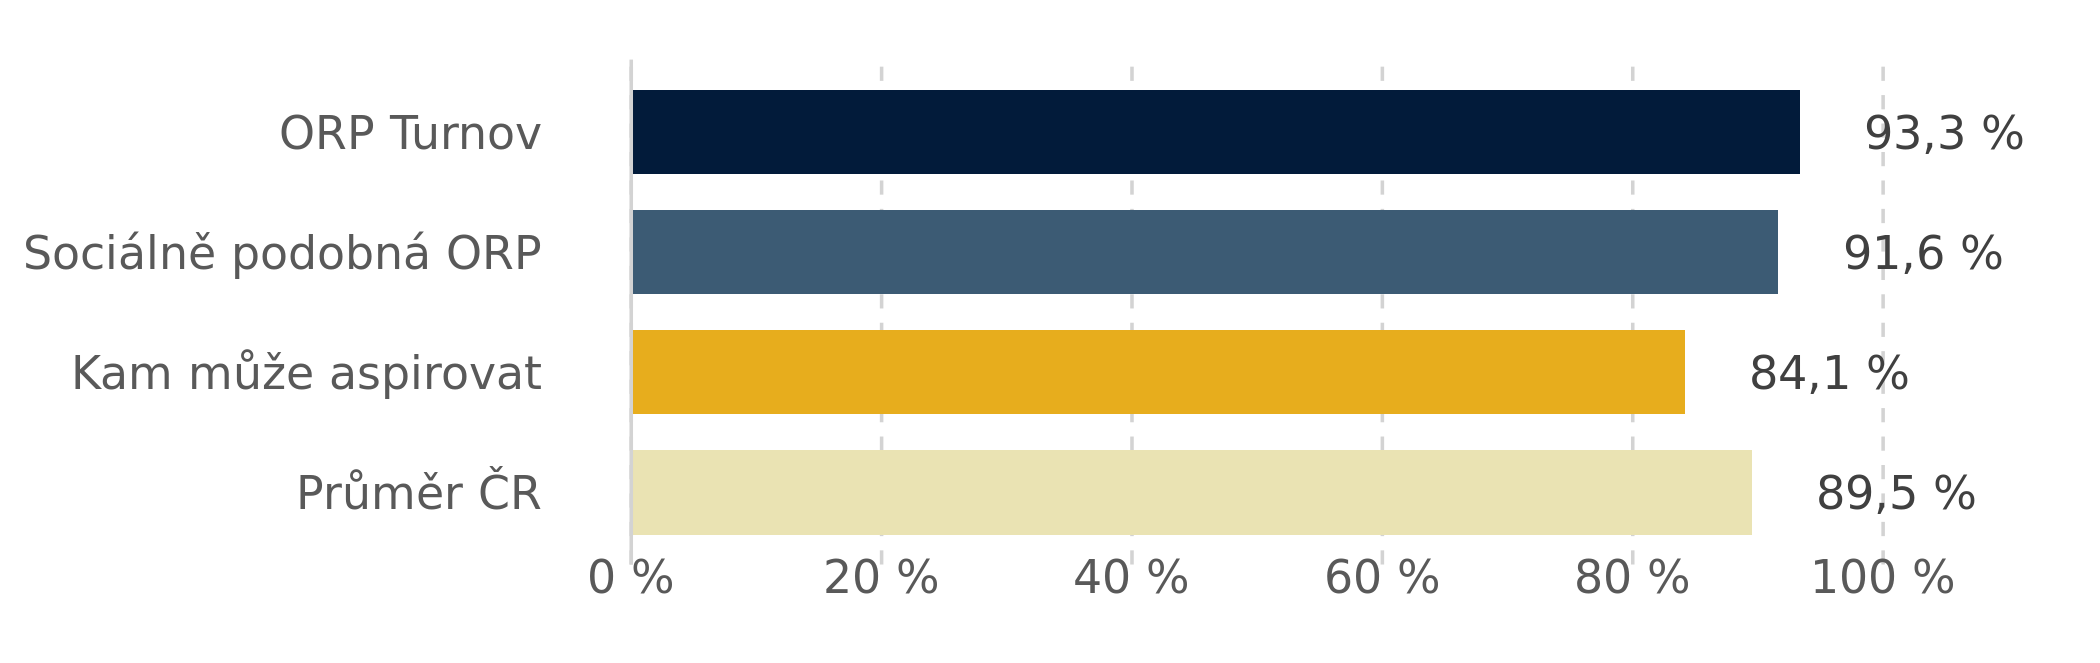 ORP Turnov 93,3 %
Sociálně podobná ORP 91,6 %
Kam může aspirovat 84,1 %
Průměr ČR 89,5 %
0 % 20 % 40 % 60 % 80 % 100 %